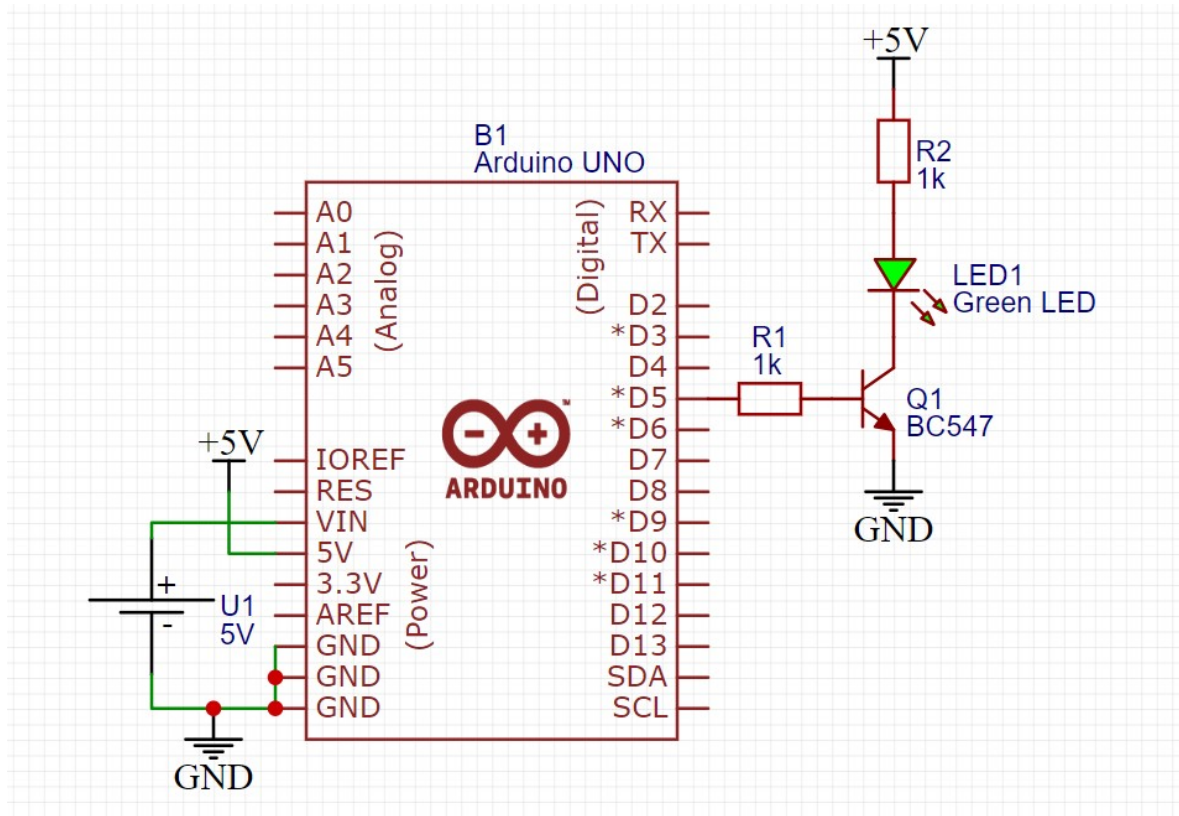 +5V
R2
1k
LED1
Green LED
B1
Arduino UNO
A0
A1
A2
A3
A4
A5
(Analog)
(Digital)
RX
TX
D2
*D3
D4
*D5
*D6
D7
D8
*D9
*D10
*D11
D12
D13
SDA
SCL
R1
1k
Q1
BC547
GND
- +
TM
ARDUINO
+5V
IOREF
RES
VIN
5V
3.3V
AREF
GND
GND
GND
(Power)
+
-
U1
5V
GND